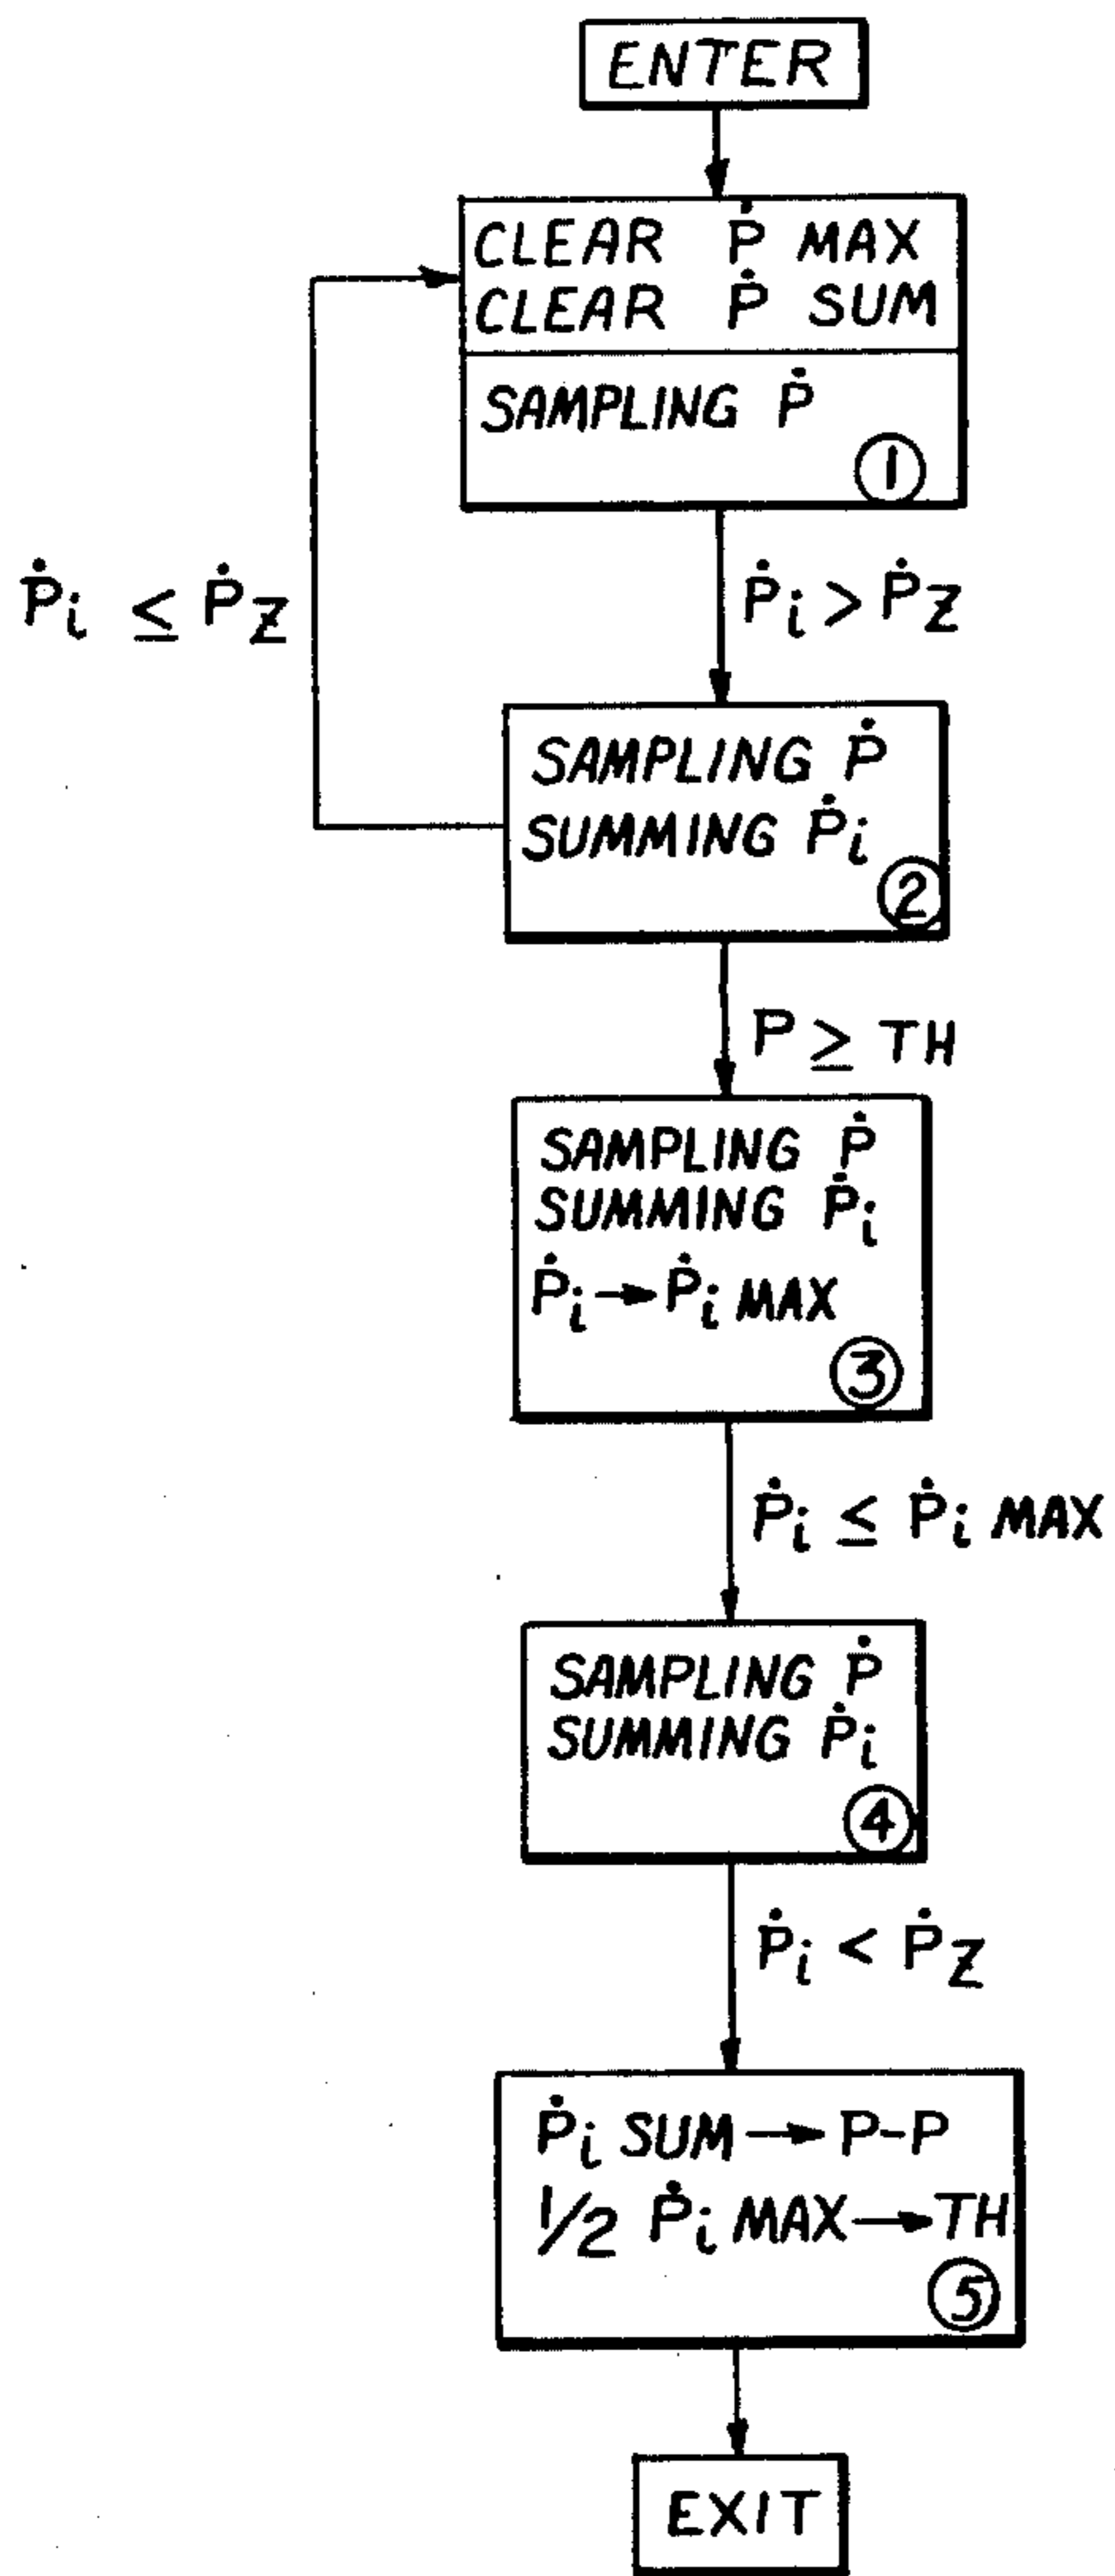 ENTER
CLEAR Ṗ MAX
CLEAR Ṗ SUM
SAMPLING Ṗ
①
Ṗi ≤ Ṗz
Ṗi > Ṗz
SAMPLING Ṗ
SUMMING Ṗi
②
P ≥ TH
SAMPLING Ṗ
SUMMING Ṗi
Ṗi → Ṗi MAX
③
Ṗi ≤ Ṗi MAX
SAMPLING Ṗ
SUMMING Ṗi
④
Ṗi < Ṗz
Ṗi SUM → P-P
1/2 Ṗi MAX → TH
⑤
EXIT